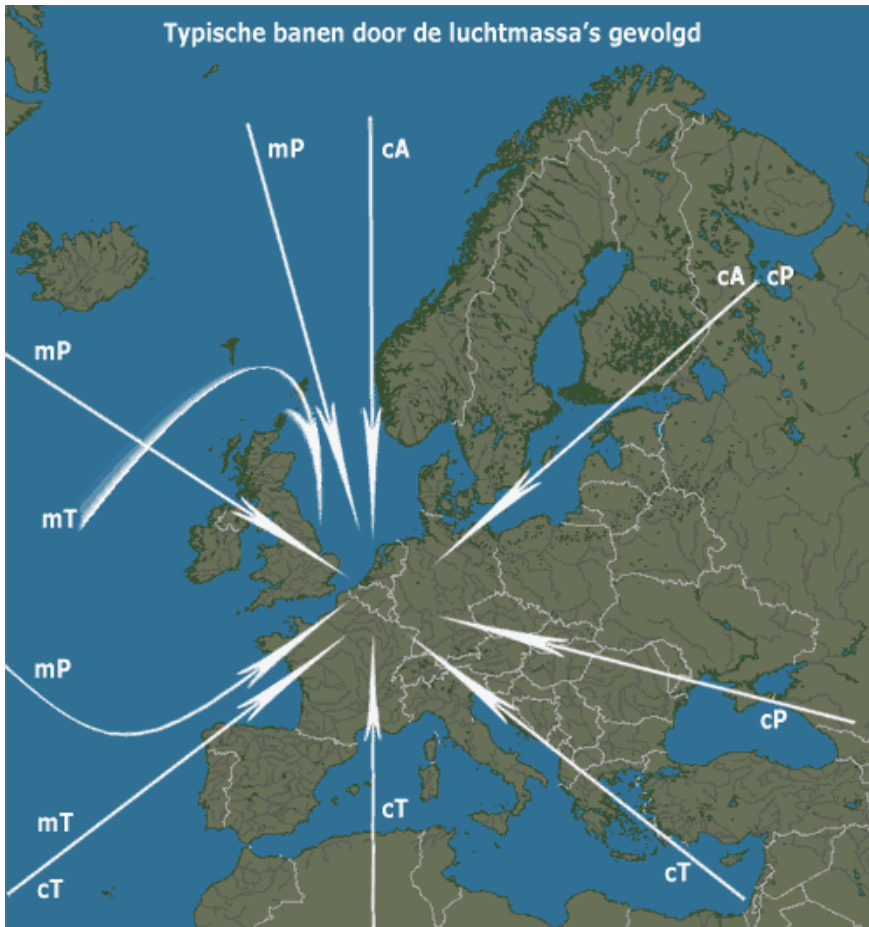 Typische banen door de luchtmassa's gevolgd
mP
cA
cA cP
mP
mT
mP
cP
mT
cT
cT
cT